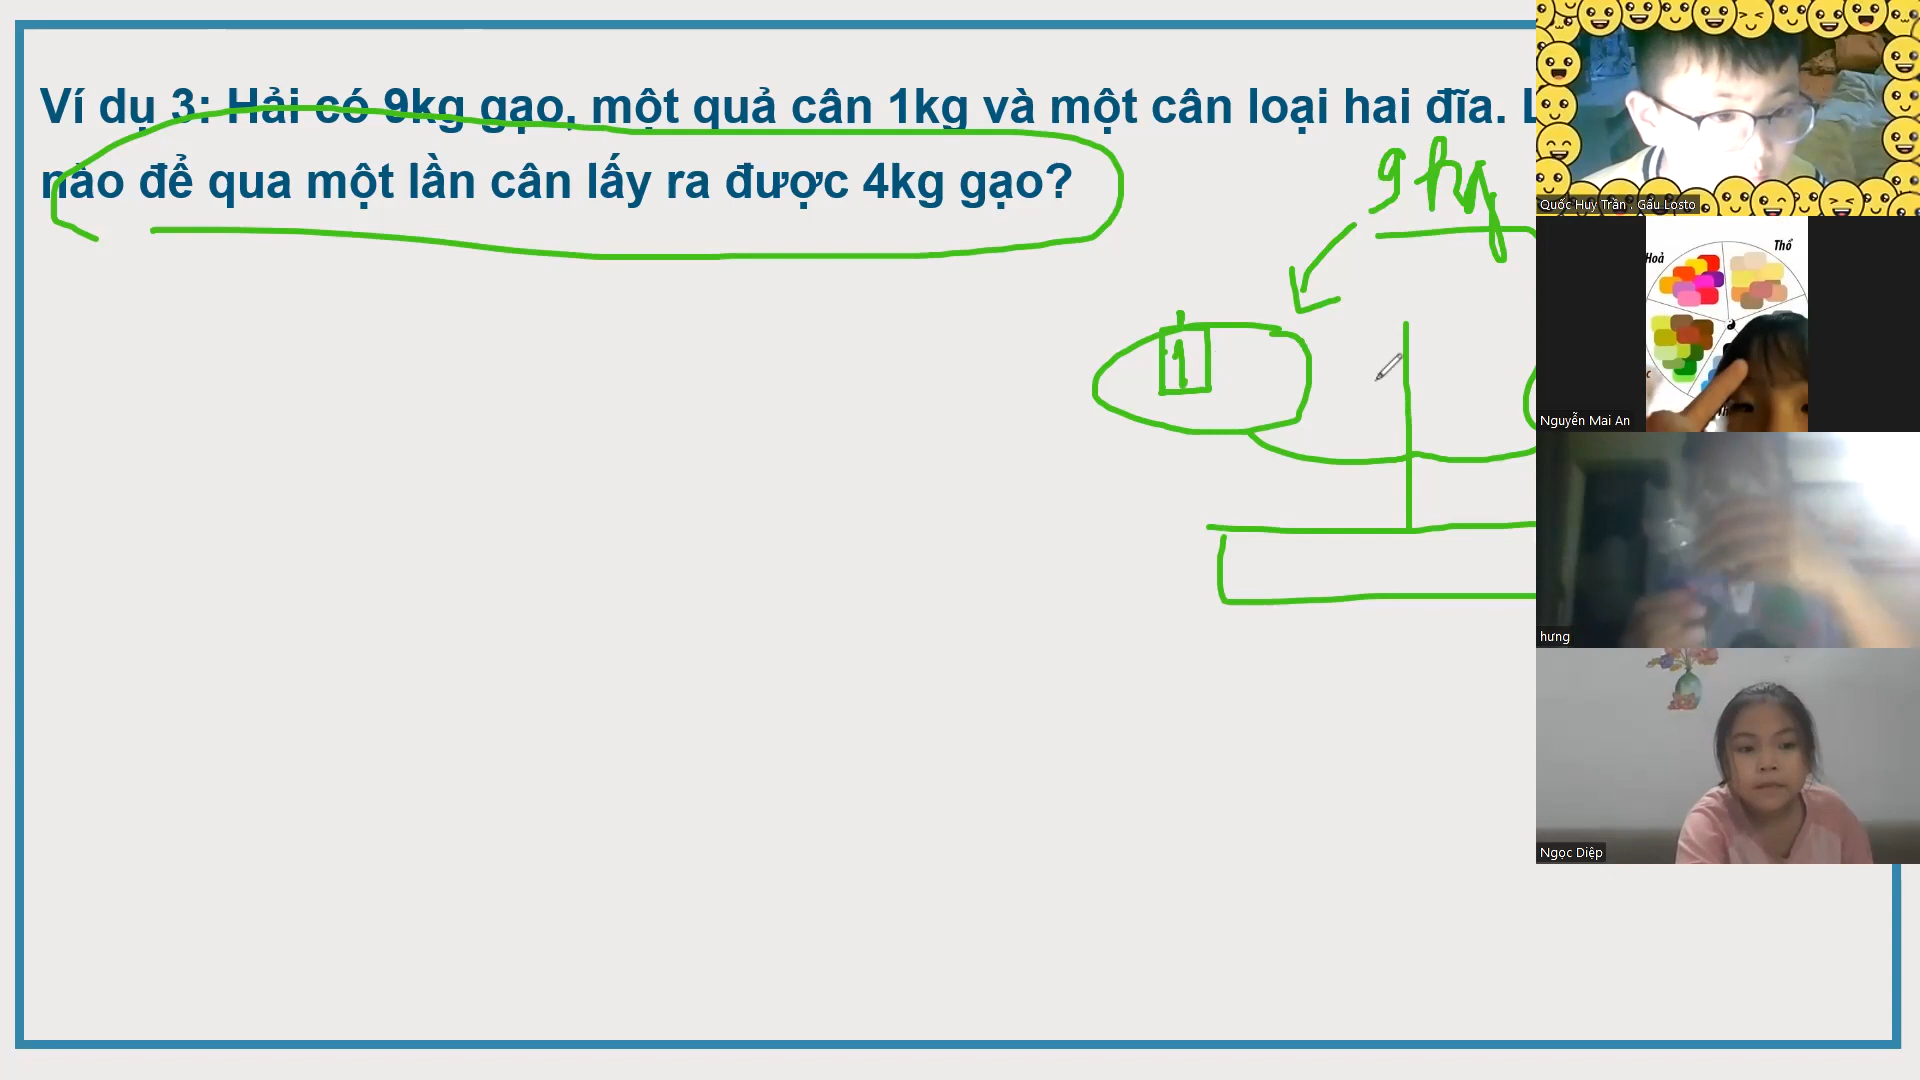 Ví dụ 3: Hải có 9kg gạo, một quả cân 1kg và một cân loại hai đĩa.
nào để qua một lần cân lấy ra được 4kg gạo?
9kg
1
Quốc Huy Trần . Gấu Losto
Hoả
Thổ
Nguyễn Mai An
hưng
Ngọc Diệp